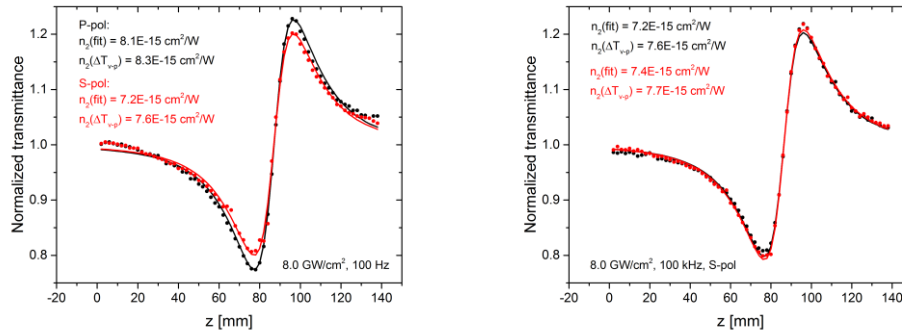 P-pol:
n₂(fit) = 8.1E-15 cm²/W
n₂(ΔTᵥ₋ₚ) = 8.3E-15 cm²/W
S-pol:
n₂(fit) = 7.2E-15 cm²/W
n₂(ΔTᵥ₋ₚ) = 7.6E-15 cm²/W
Normalized transmittance
1.2
1.1
1.0
0.9
0.8
8.0 GW/cm², 100 Hz
0 20 40 60 80 100 120 140
z [mm]
n₂(fit) = 7.2E-15 cm²/W
n₂(ΔTᵥ₋ₚ) = 7.6E-15 cm²/W
n₂(fit) = 7.4E-15 cm²/W
n₂(ΔTᵥ₋ₚ) = 7.7E-15 cm²/W
Normalized transmittance
1.2
1.1
1.0
0.9
0.8
8.0 GW/cm², 100 kHz, S-pol
0 20 40 60 80 100 120 140
z [mm]